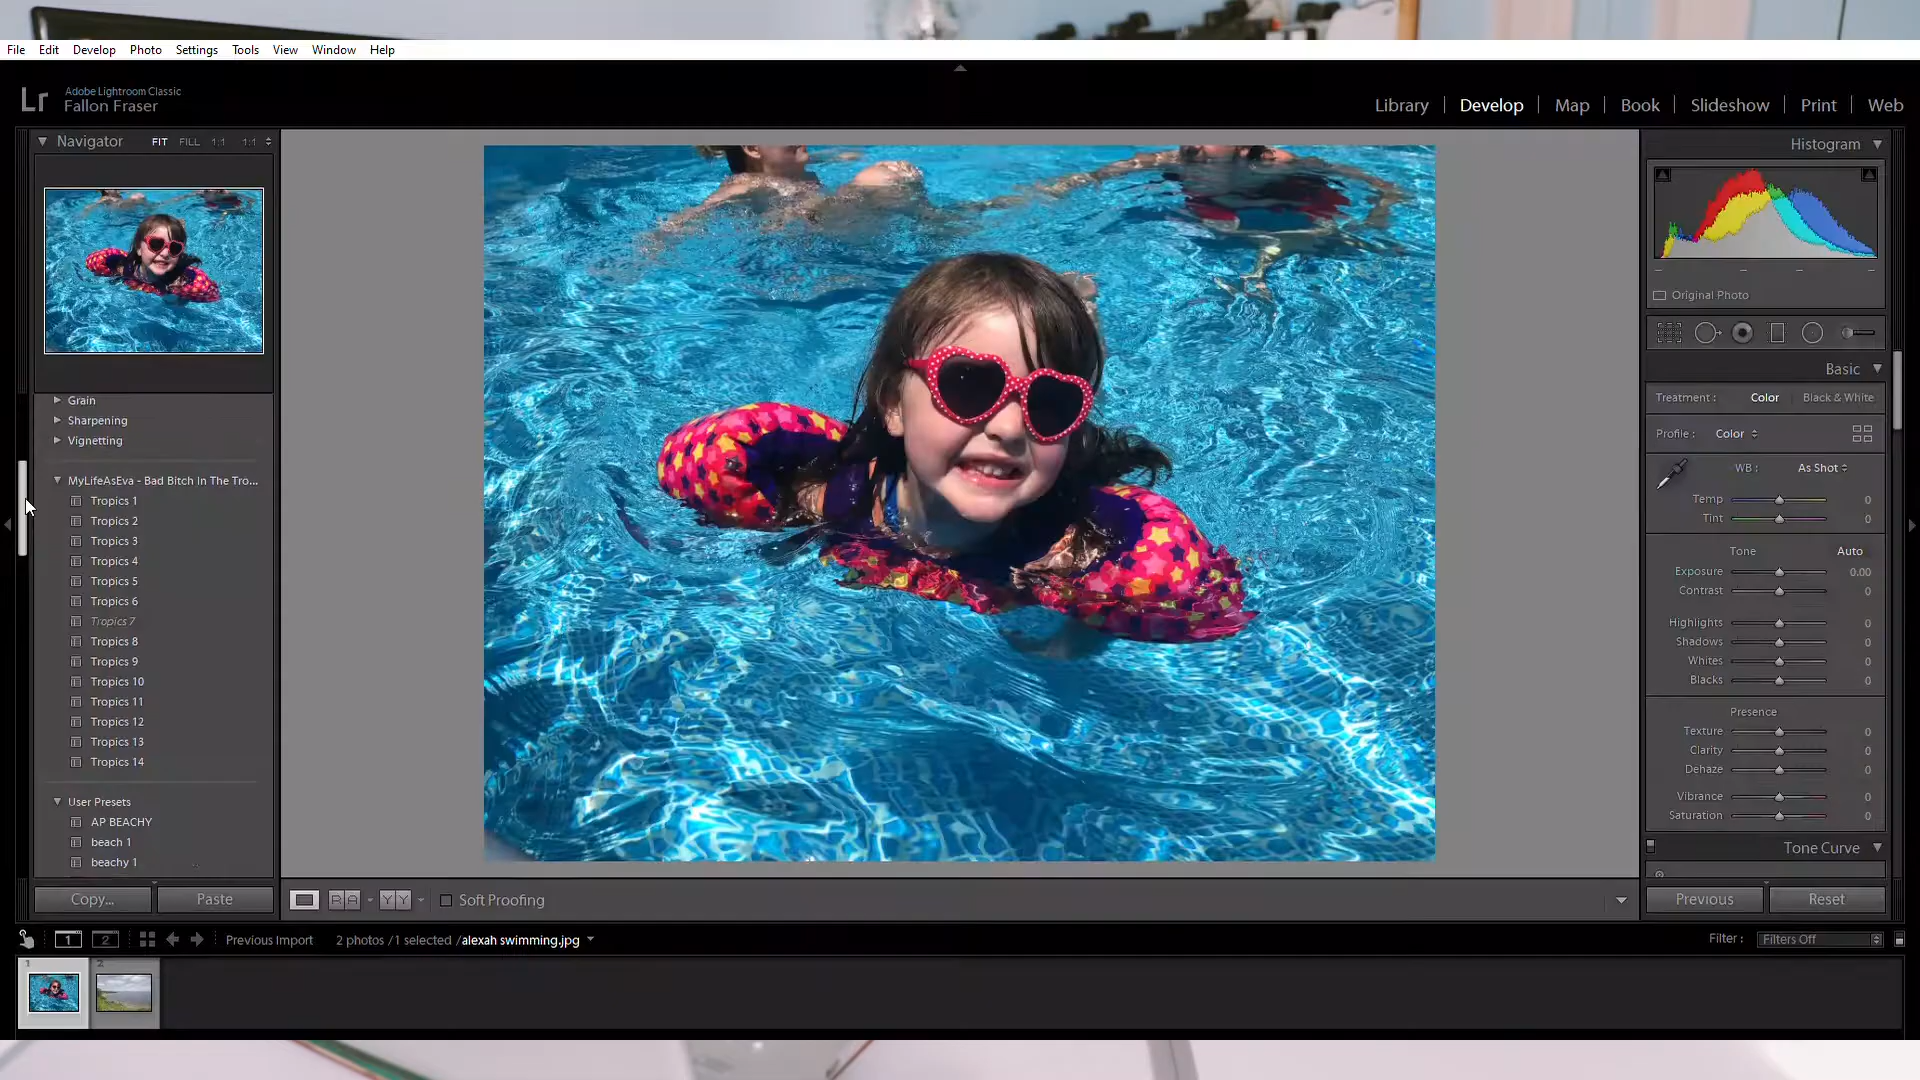 File Edit Develop Photo Settings Tools View Window Help
Lr Adobe Lightroom Classic
Fallon Fraser
Library Develop Map Book Slideshow Print Web
Navigator FIT FILL 1:1 1:1
Grain
Sharpening
Vignetting
MyLifeAsEva - Bad Bitch In The Tro...
Tropics 1
Tropics 2
Tropics 3
Tropics 4
Tropics 5
Tropics 6
Tropics 7
Tropics 8
Tropics 9
Tropics 10
Tropics 11
Tropics 12
Tropics 13
Tropics 14
User Presets
AP BEACHY
beach 1
beachy 1
Copy... Paste
Histogram
Original Photo
Basic
Treatment : Color Black & White
Profile : Color
WB : As Shot
Temp 0
Tint 0
Tone Auto
Exposure 0.00
Contrast 0
Highlights 0
Shadows 0
Whites 0
Blacks 0
Presence
Texture 0
Clarity 0
Dehaze 0
Vibrance 0
Saturation 0
Tone Curve
Previous Reset
R A Y Y Soft Proofing
1 2 Previous Import 2 photos / 1 selected / alexah swimming.jpg Filter : Filters Off
1 2